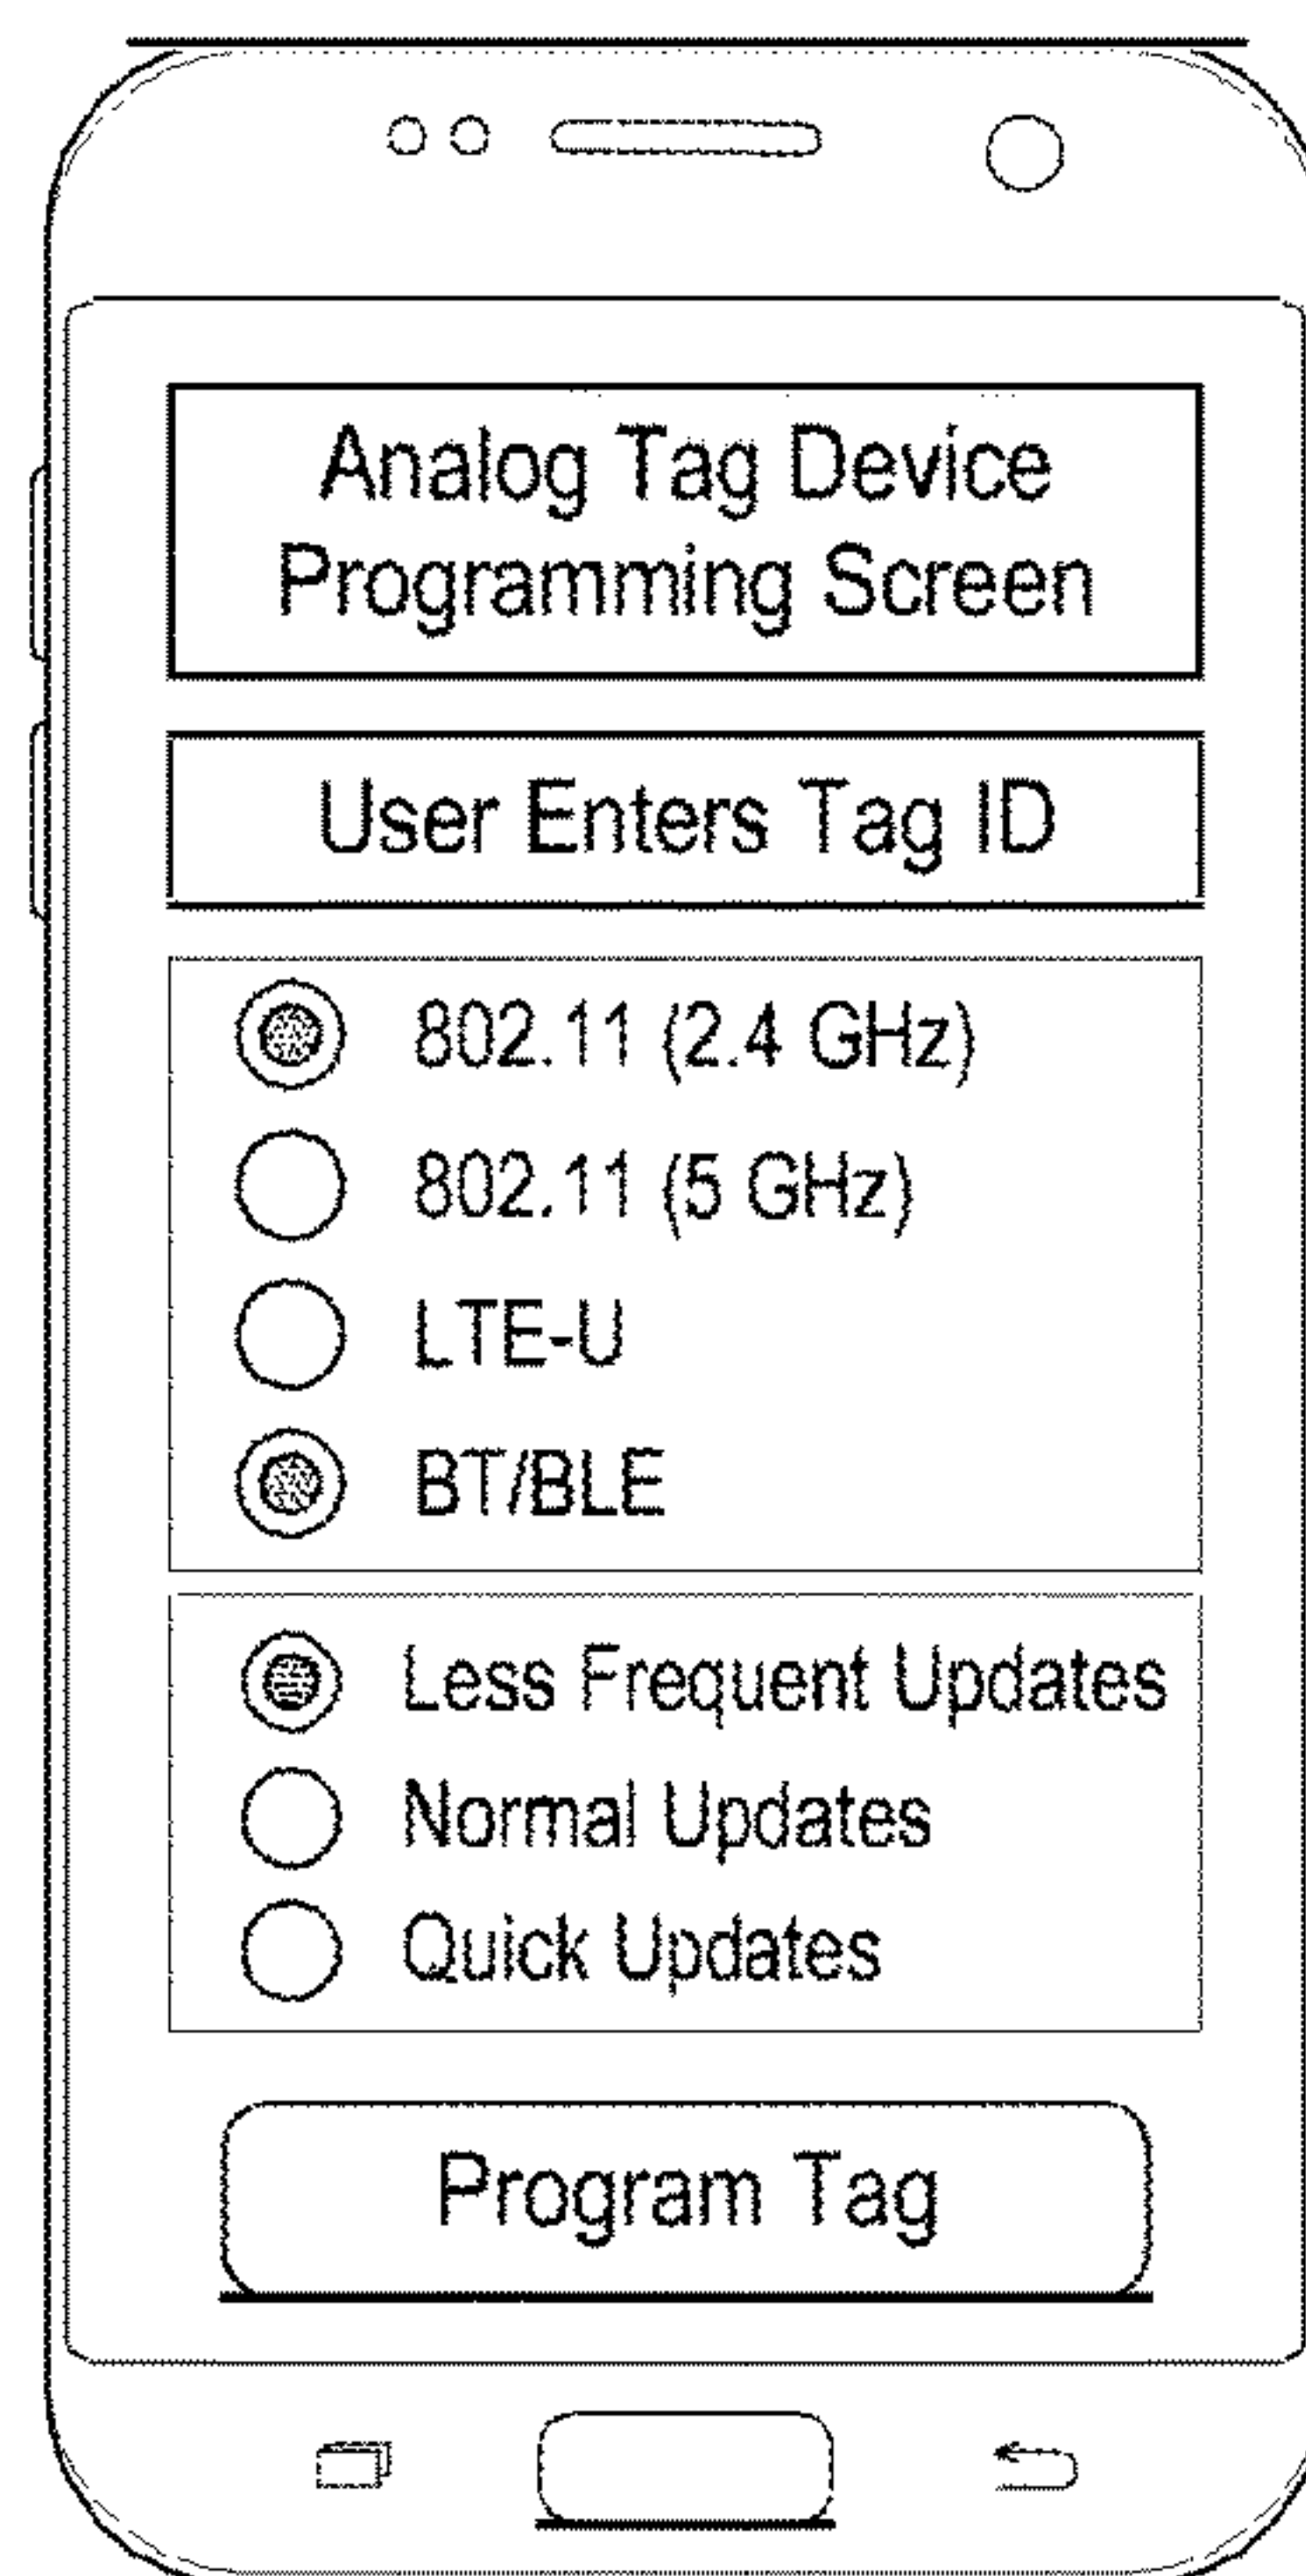 Analog Tag Device
Programming Screen
User Enters Tag ID
802.11 (2.4 GHz)
802.11 (5 GHz)
LTE-U
BT/BLE
Less Frequent Updates
Normal Updates
Quick Updates
Program Tag